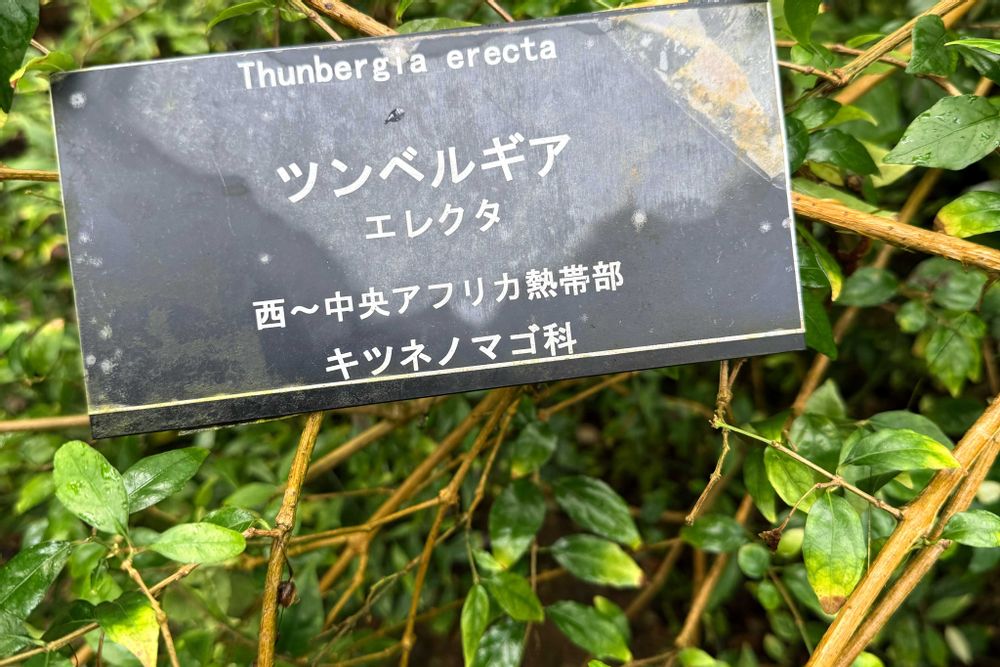 Thunbergia erecta
ツンベルギア
エレクタ
西～中央アフリカ熱帯部
キツネノマゴ科